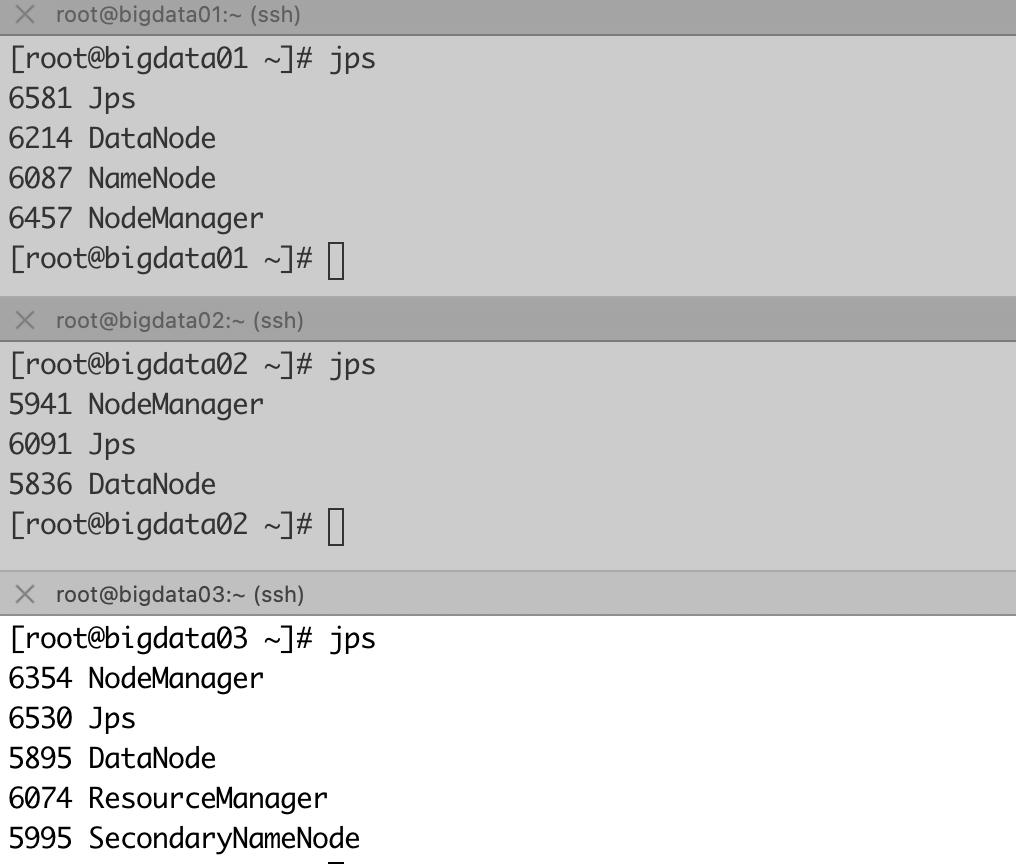 root@bigdata01:~ (ssh)
[root@bigdata01 ~]# jps
6581 Jps
6214 DataNode
6087 NameNode
6457 NodeManager
[root@bigdata01 ~]#
root@bigdata02:~ (ssh)
[root@bigdata02 ~]# jps
5941 NodeManager
6091 Jps
5836 DataNode
[root@bigdata02 ~]#
root@bigdata03:~ (ssh)
[root@bigdata03 ~]# jps
6354 NodeManager
6530 Jps
5895 DataNode
6074 ResourceManager
5995 SecondaryNameNode